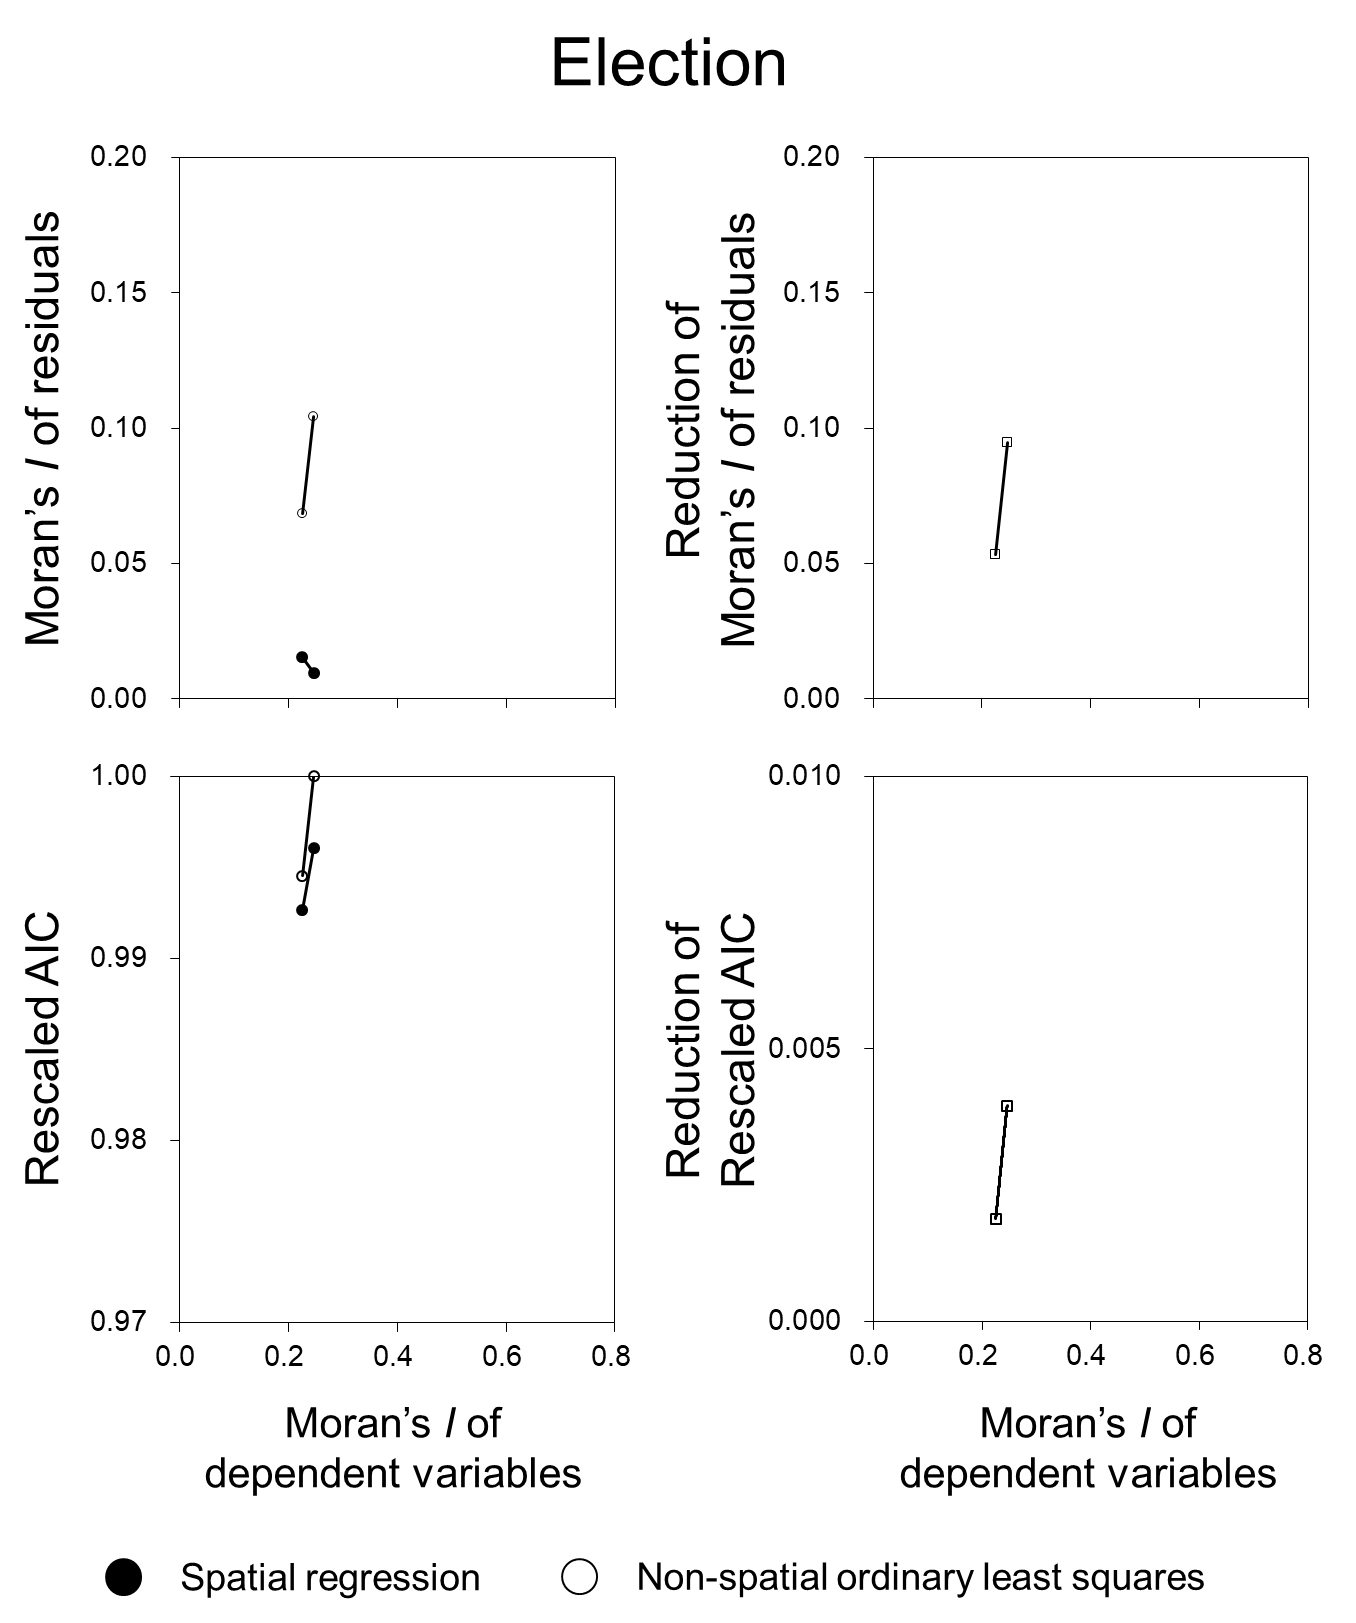 Election
Moran's I of residuals
0.20
0.15
0.10
0.05
0.00
Reduction of
Moran's I of residuals
0.20
0.15
0.10
0.05
0.00
Rescaled AIC
1.00
0.99
0.98
0.97
0.0 0.2 0.4 0.6 0.8
Moran's I of
dependent variables
Reduction of
Rescaled AIC
0.010
0.005
0.000
0.0 0.2 0.4 0.6 0.8
Moran's I of
dependent variables
Spatial regression
Non-spatial ordinary least squares